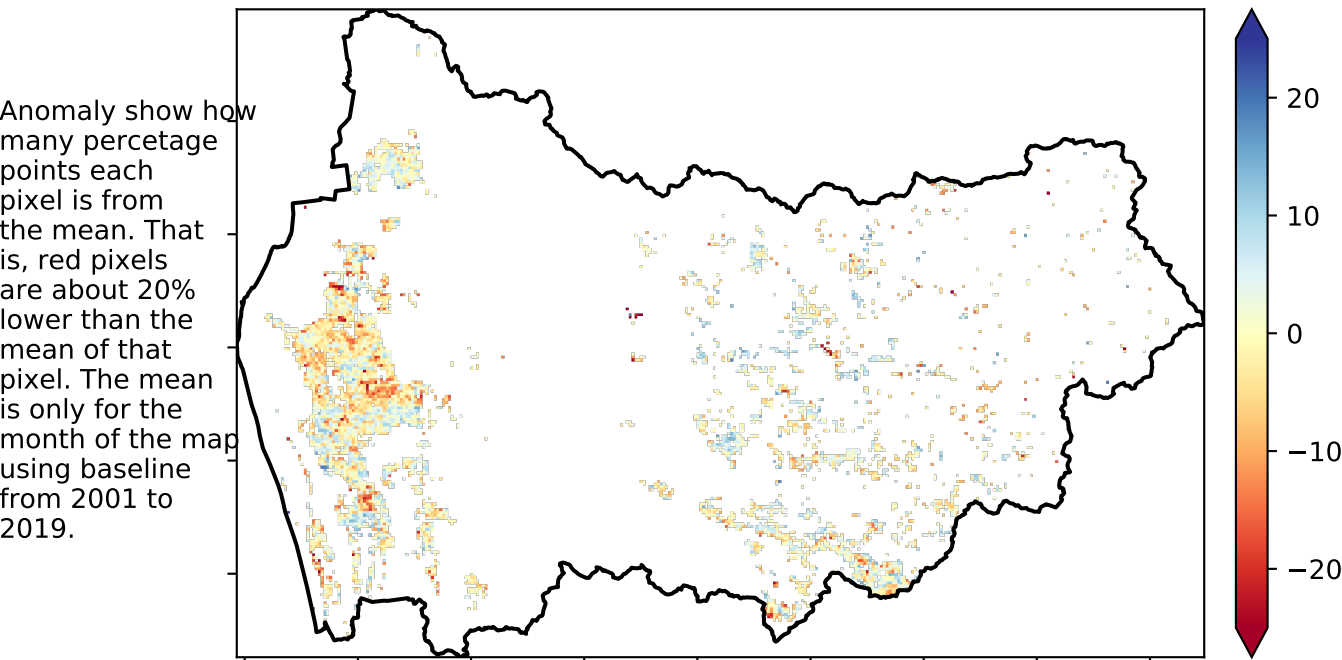 Anomaly show how
many percetage
points each
pixel is from
the mean. That
is, red pixels
are about 20%
lower than the
mean of that
pixel. The mean
is only for the
month of the map
using baseline
from 2001 to
2019.
20
10
0
−10
−20